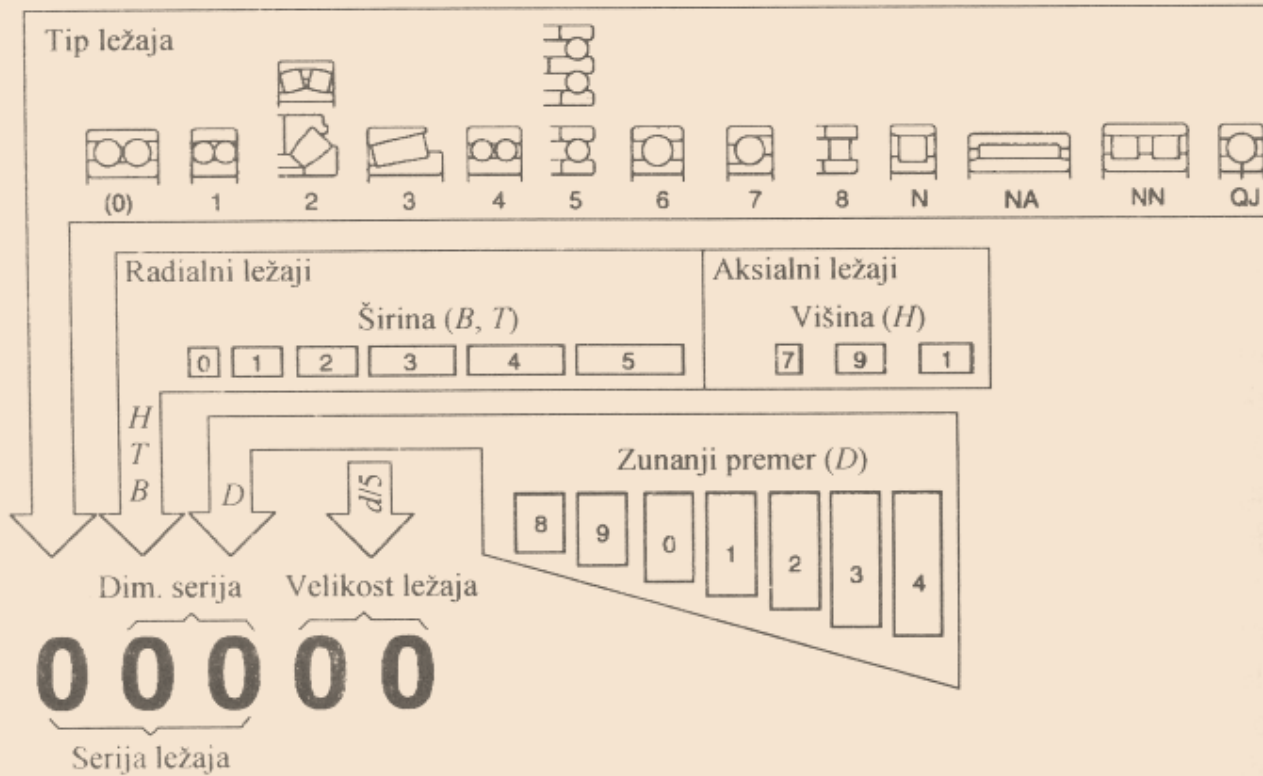 Tip ležaja
(0) 1 2 3 4 5 6 7 8 N NA NN QJ
Radialni ležaji
Aksialni ležaji
Širina (B, T)
Višina (H)
0 1 2 3 4 5
7 9 1
H
T
B
D
d/5
Zunanji premer (D)
8 9 0 1 2 3 4
Dim. serija
Velikost ležaja
0 0 0 0 0
Serija ležaja